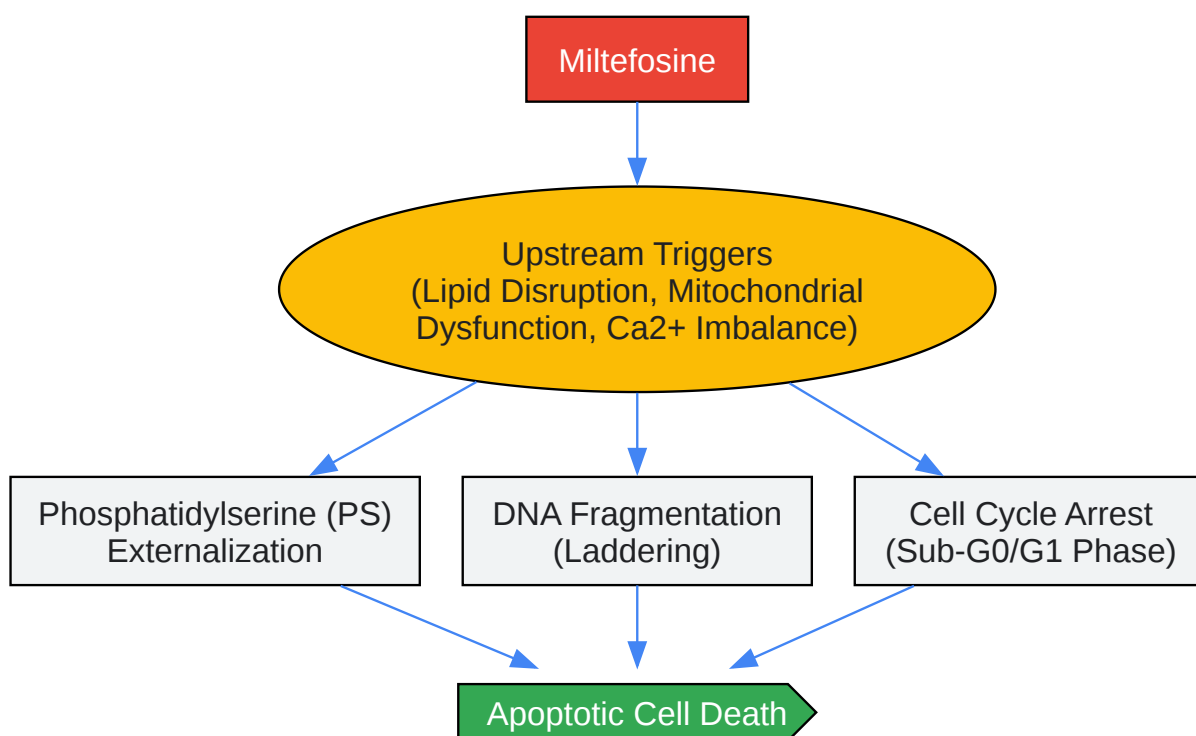 Miltefosine
Upstream Triggers
(Lipid Disruption, Mitochondrial
Dysfunction, Ca2+ Imbalance)
Phosphatidylserine (PS)
Externalization
DNA Fragmentation
(Laddering)
Cell Cycle Arrest
(Sub-G0/G1 Phase)
Apoptotic Cell Death